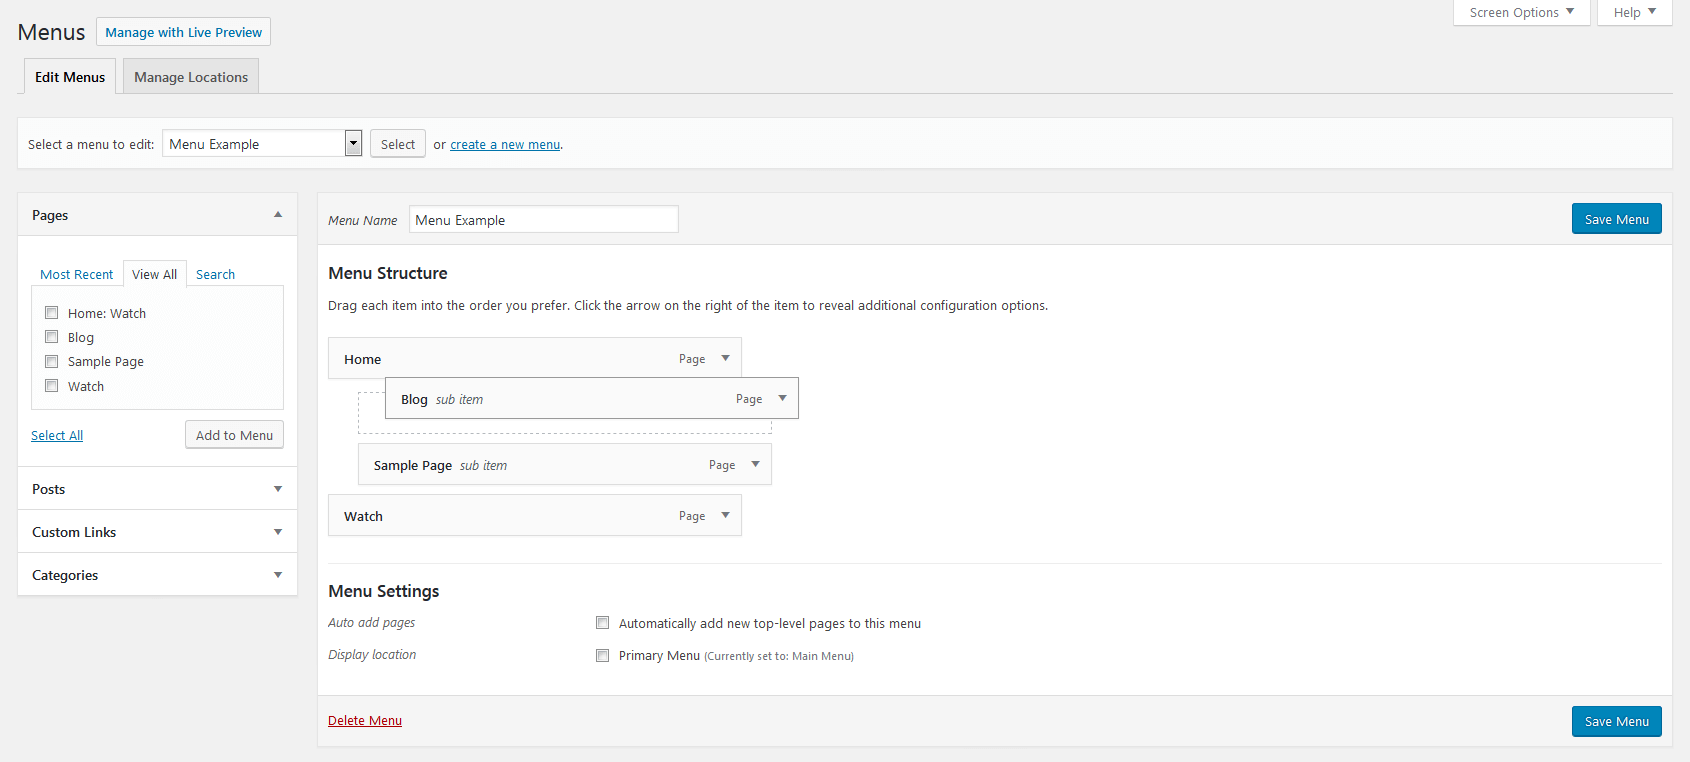 Screen Options
Help
Menus
Manage with Live Preview
Edit Menus
Manage Locations
Select a menu to edit: Menu Example Select or create a new menu.
Pages
Most Recent View All Search
Home: Watch
Blog
Sample Page
Watch
Select All
Add to Menu
Posts
Custom Links
Categories
Menu Name Menu Example
Save Menu
Menu Structure
Drag each item into the order you prefer. Click the arrow on the right of the item to reveal additional configuration options.
Home Page
Blog sub item Page
Sample Page sub item Page
Watch Page
Menu Settings
Auto add pages Automatically add new top-level pages to this menu
Display location Primary Menu (Currently set to: Main Menu)
Delete Menu
Save Menu